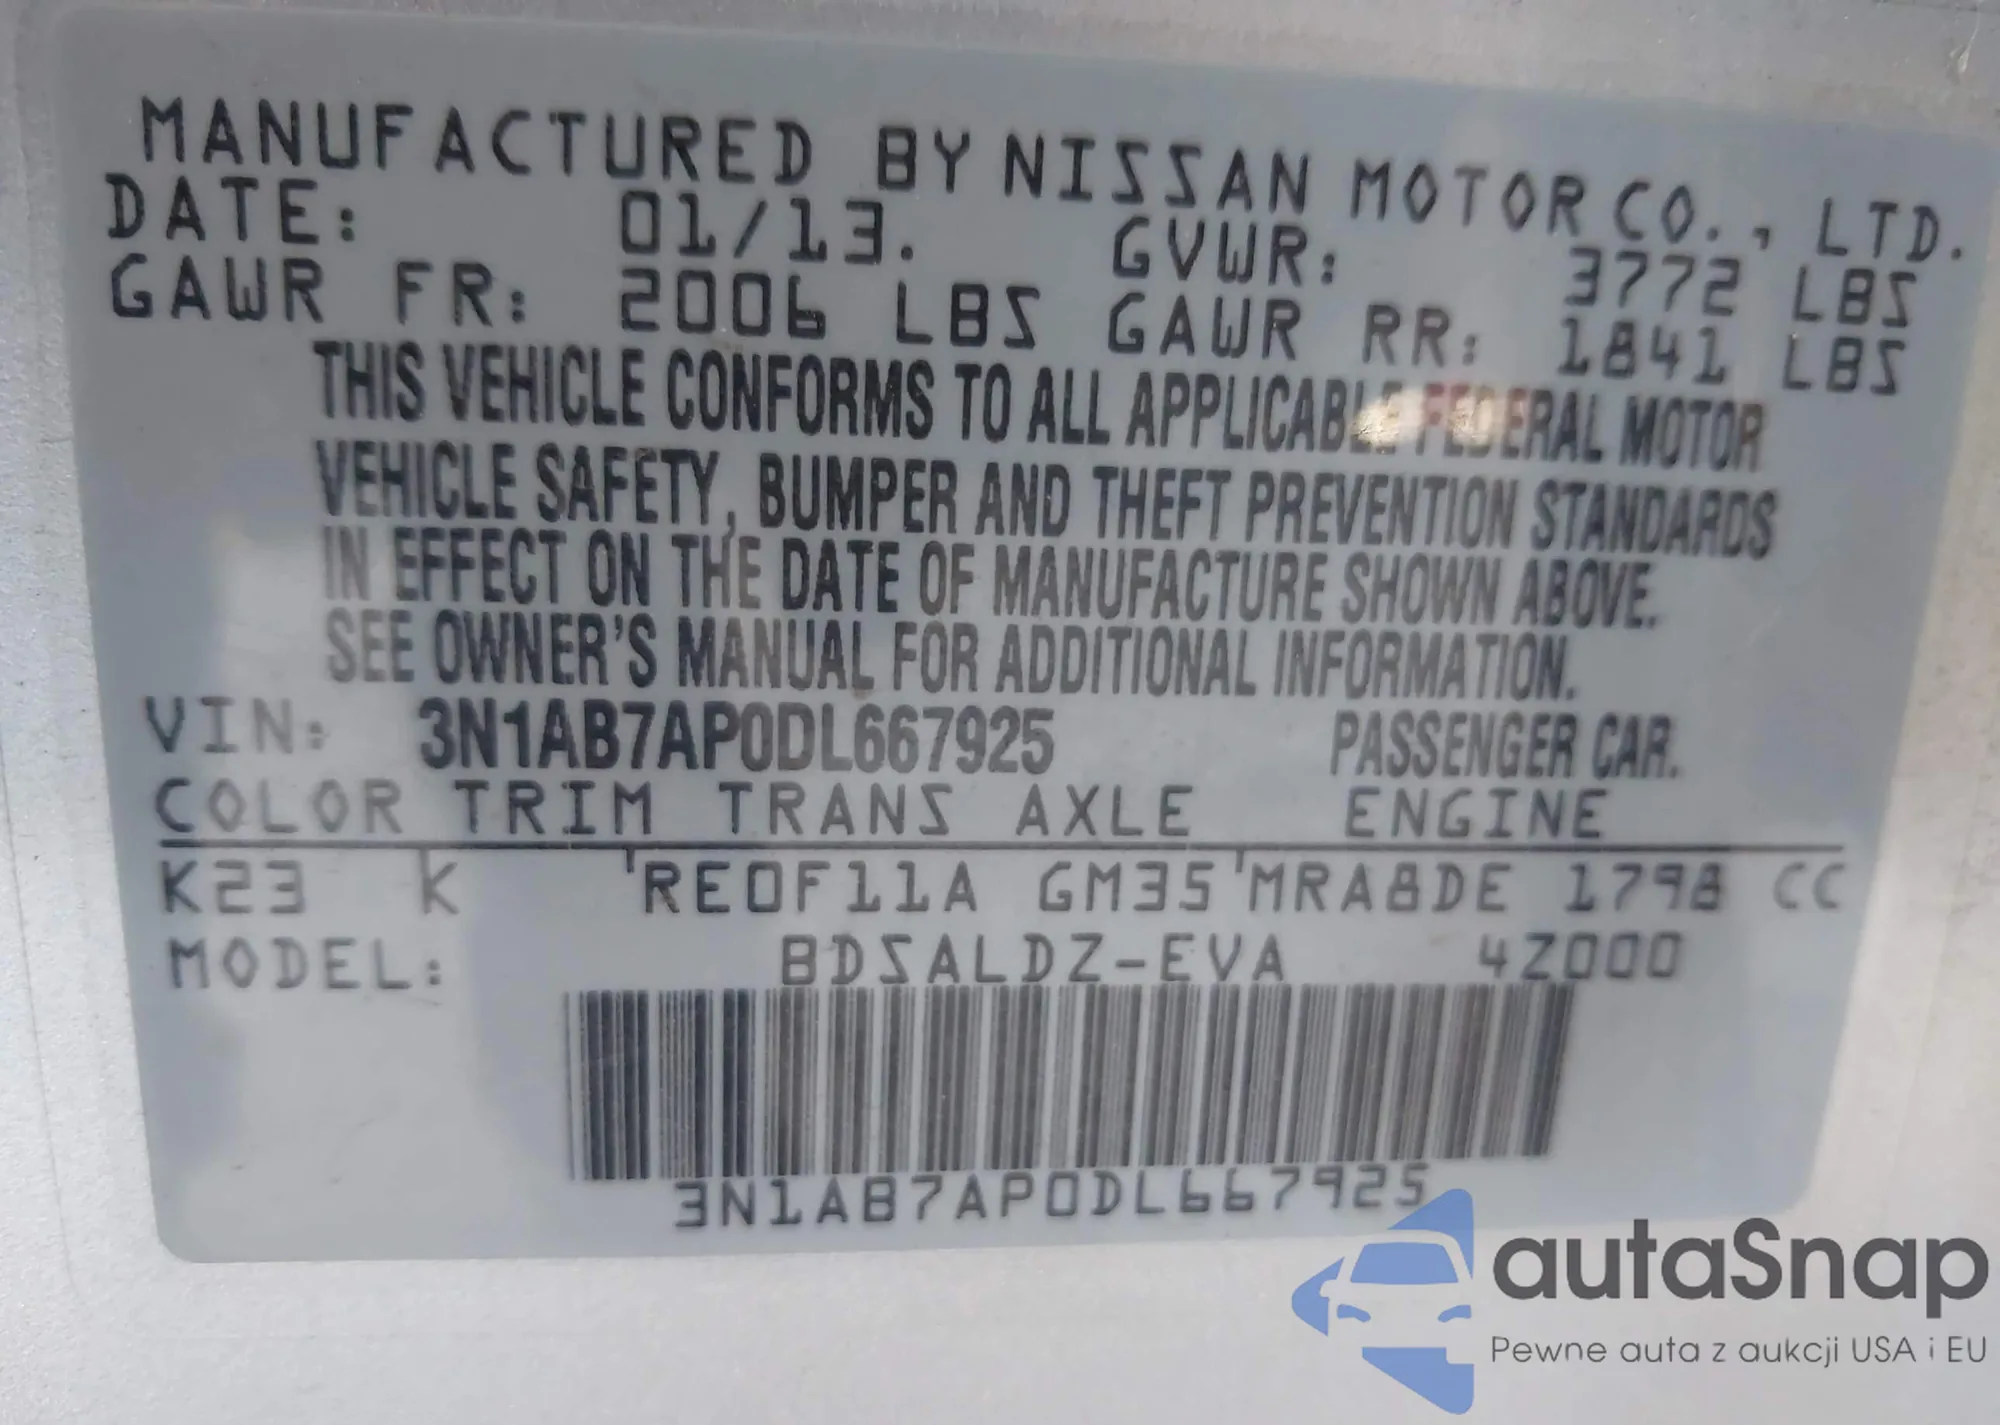 MANUFACTURED BY NISSAN MOTOR CO., LTD.
DATE: 01/13. GVWR: 3772 LBS
GAWR FR: 2006 LBS GAWR RR: 1841 LBS
THIS VEHICLE CONFORMS TO ALL APPLICABLE FEDERAL MOTOR
VEHICLE SAFETY, BUMPER AND THEFT PREVENTION STANDARDS
IN EFFECT ON THE DATE OF MANUFACTURE SHOWN ABOVE.
SEE OWNER'S MANUAL FOR ADDITIONAL INFORMATION.
VIN: 3N1AB7AP0DL667925 PASSENGER CAR.
COLOR TRIM TRANS AXLE ENGINE
K23 K RE0F11A GM35 MRA8DE 1798 CC
MODEL: BDSALDZ-EVA 4Z000
3N1AB7AP0DL667925
autaSnap
Pewne auta z aukcji USA i EU